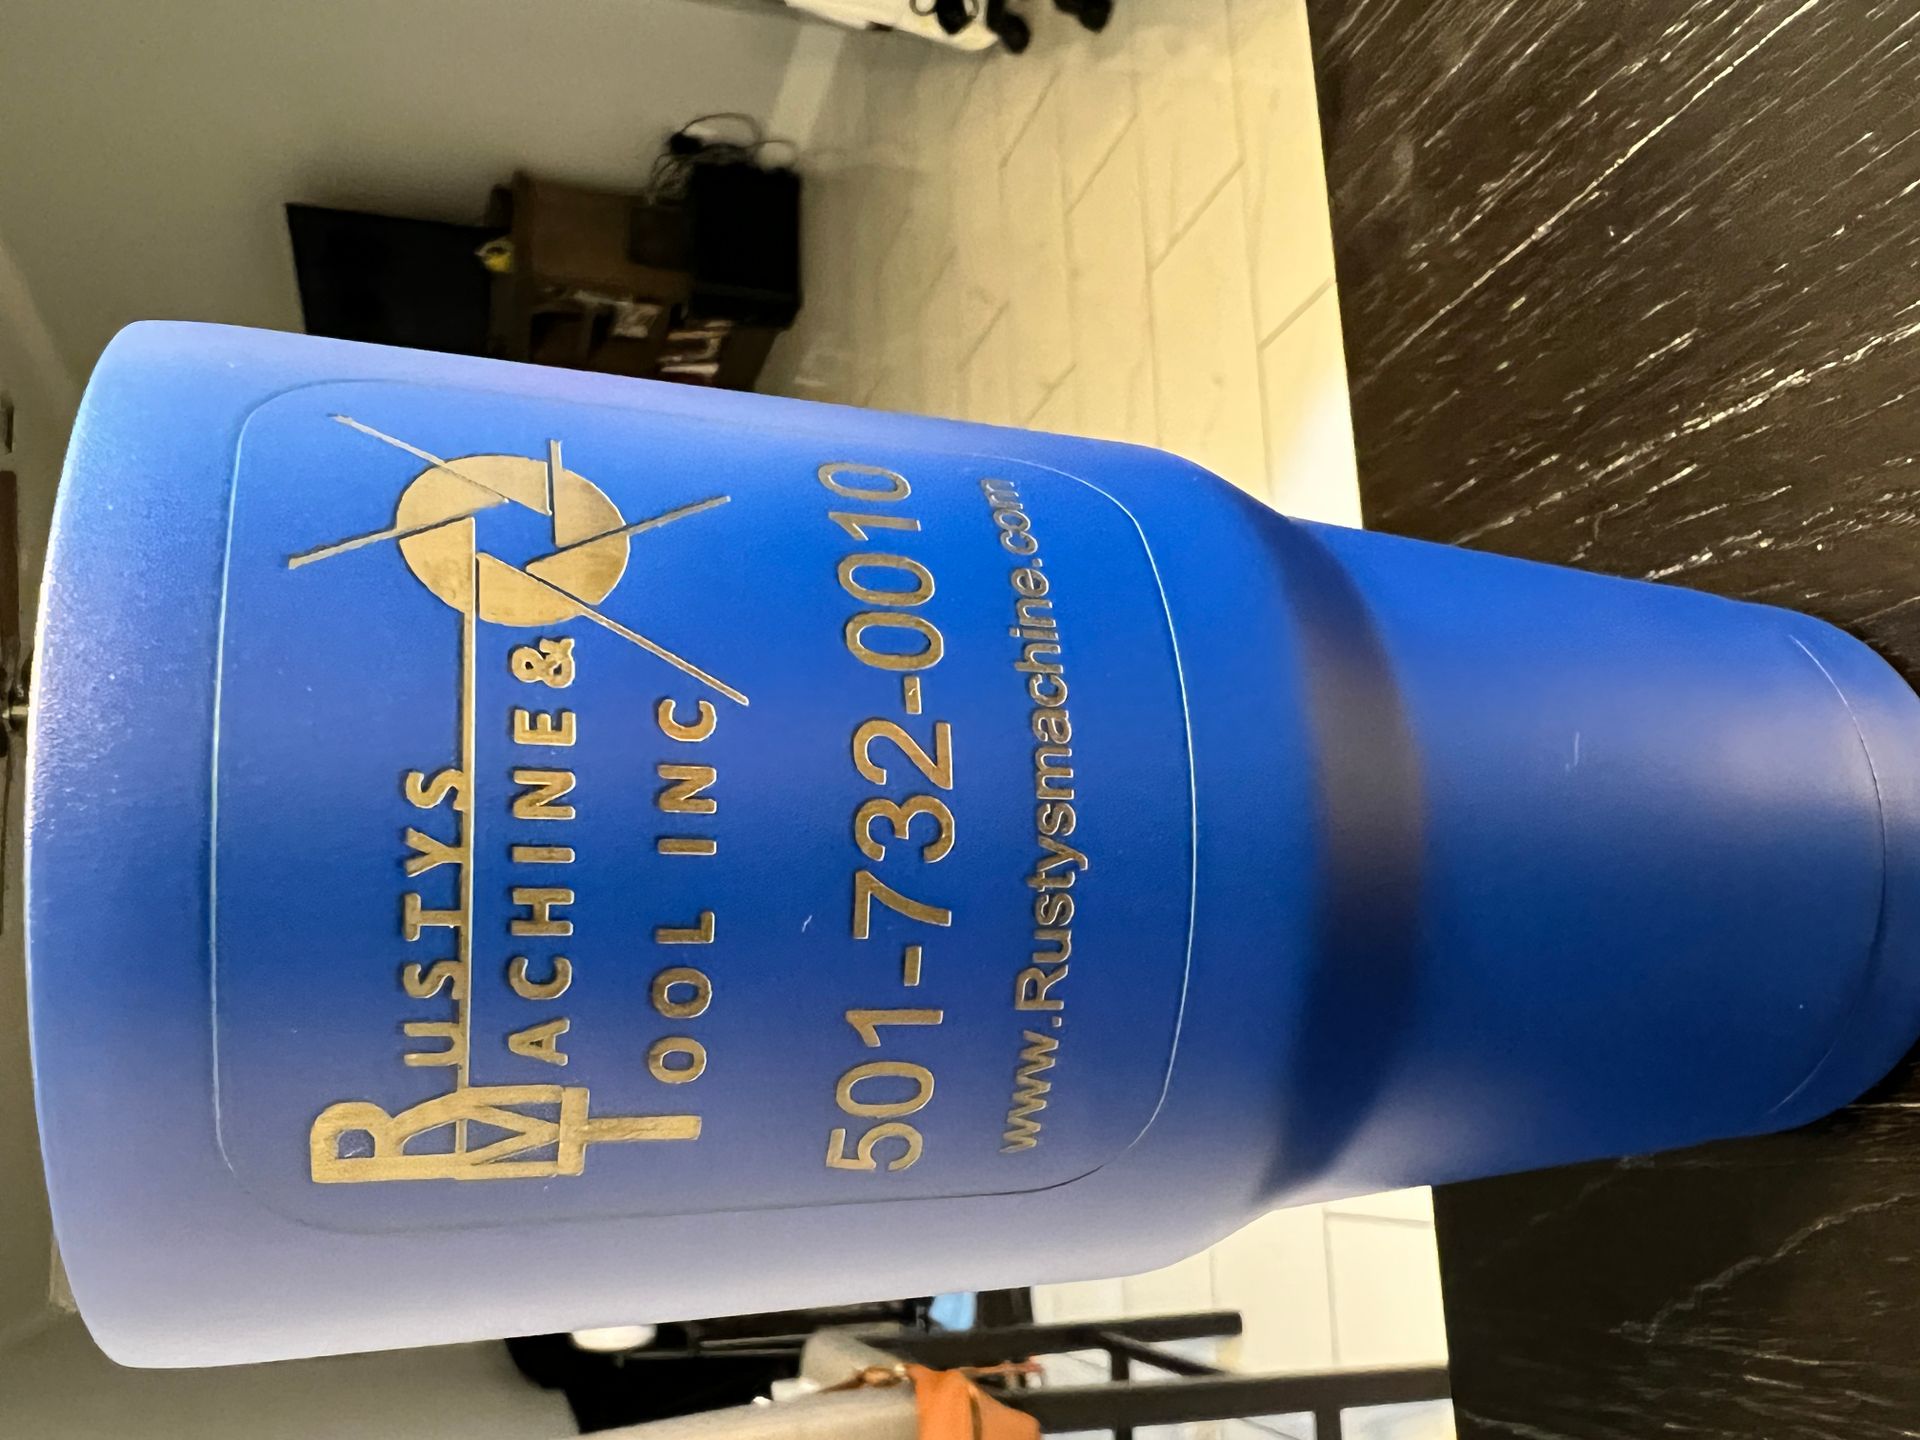 RUSTYS
MACHINE &
TOOL INC
501-732-0010
www.Rustysmachine.com